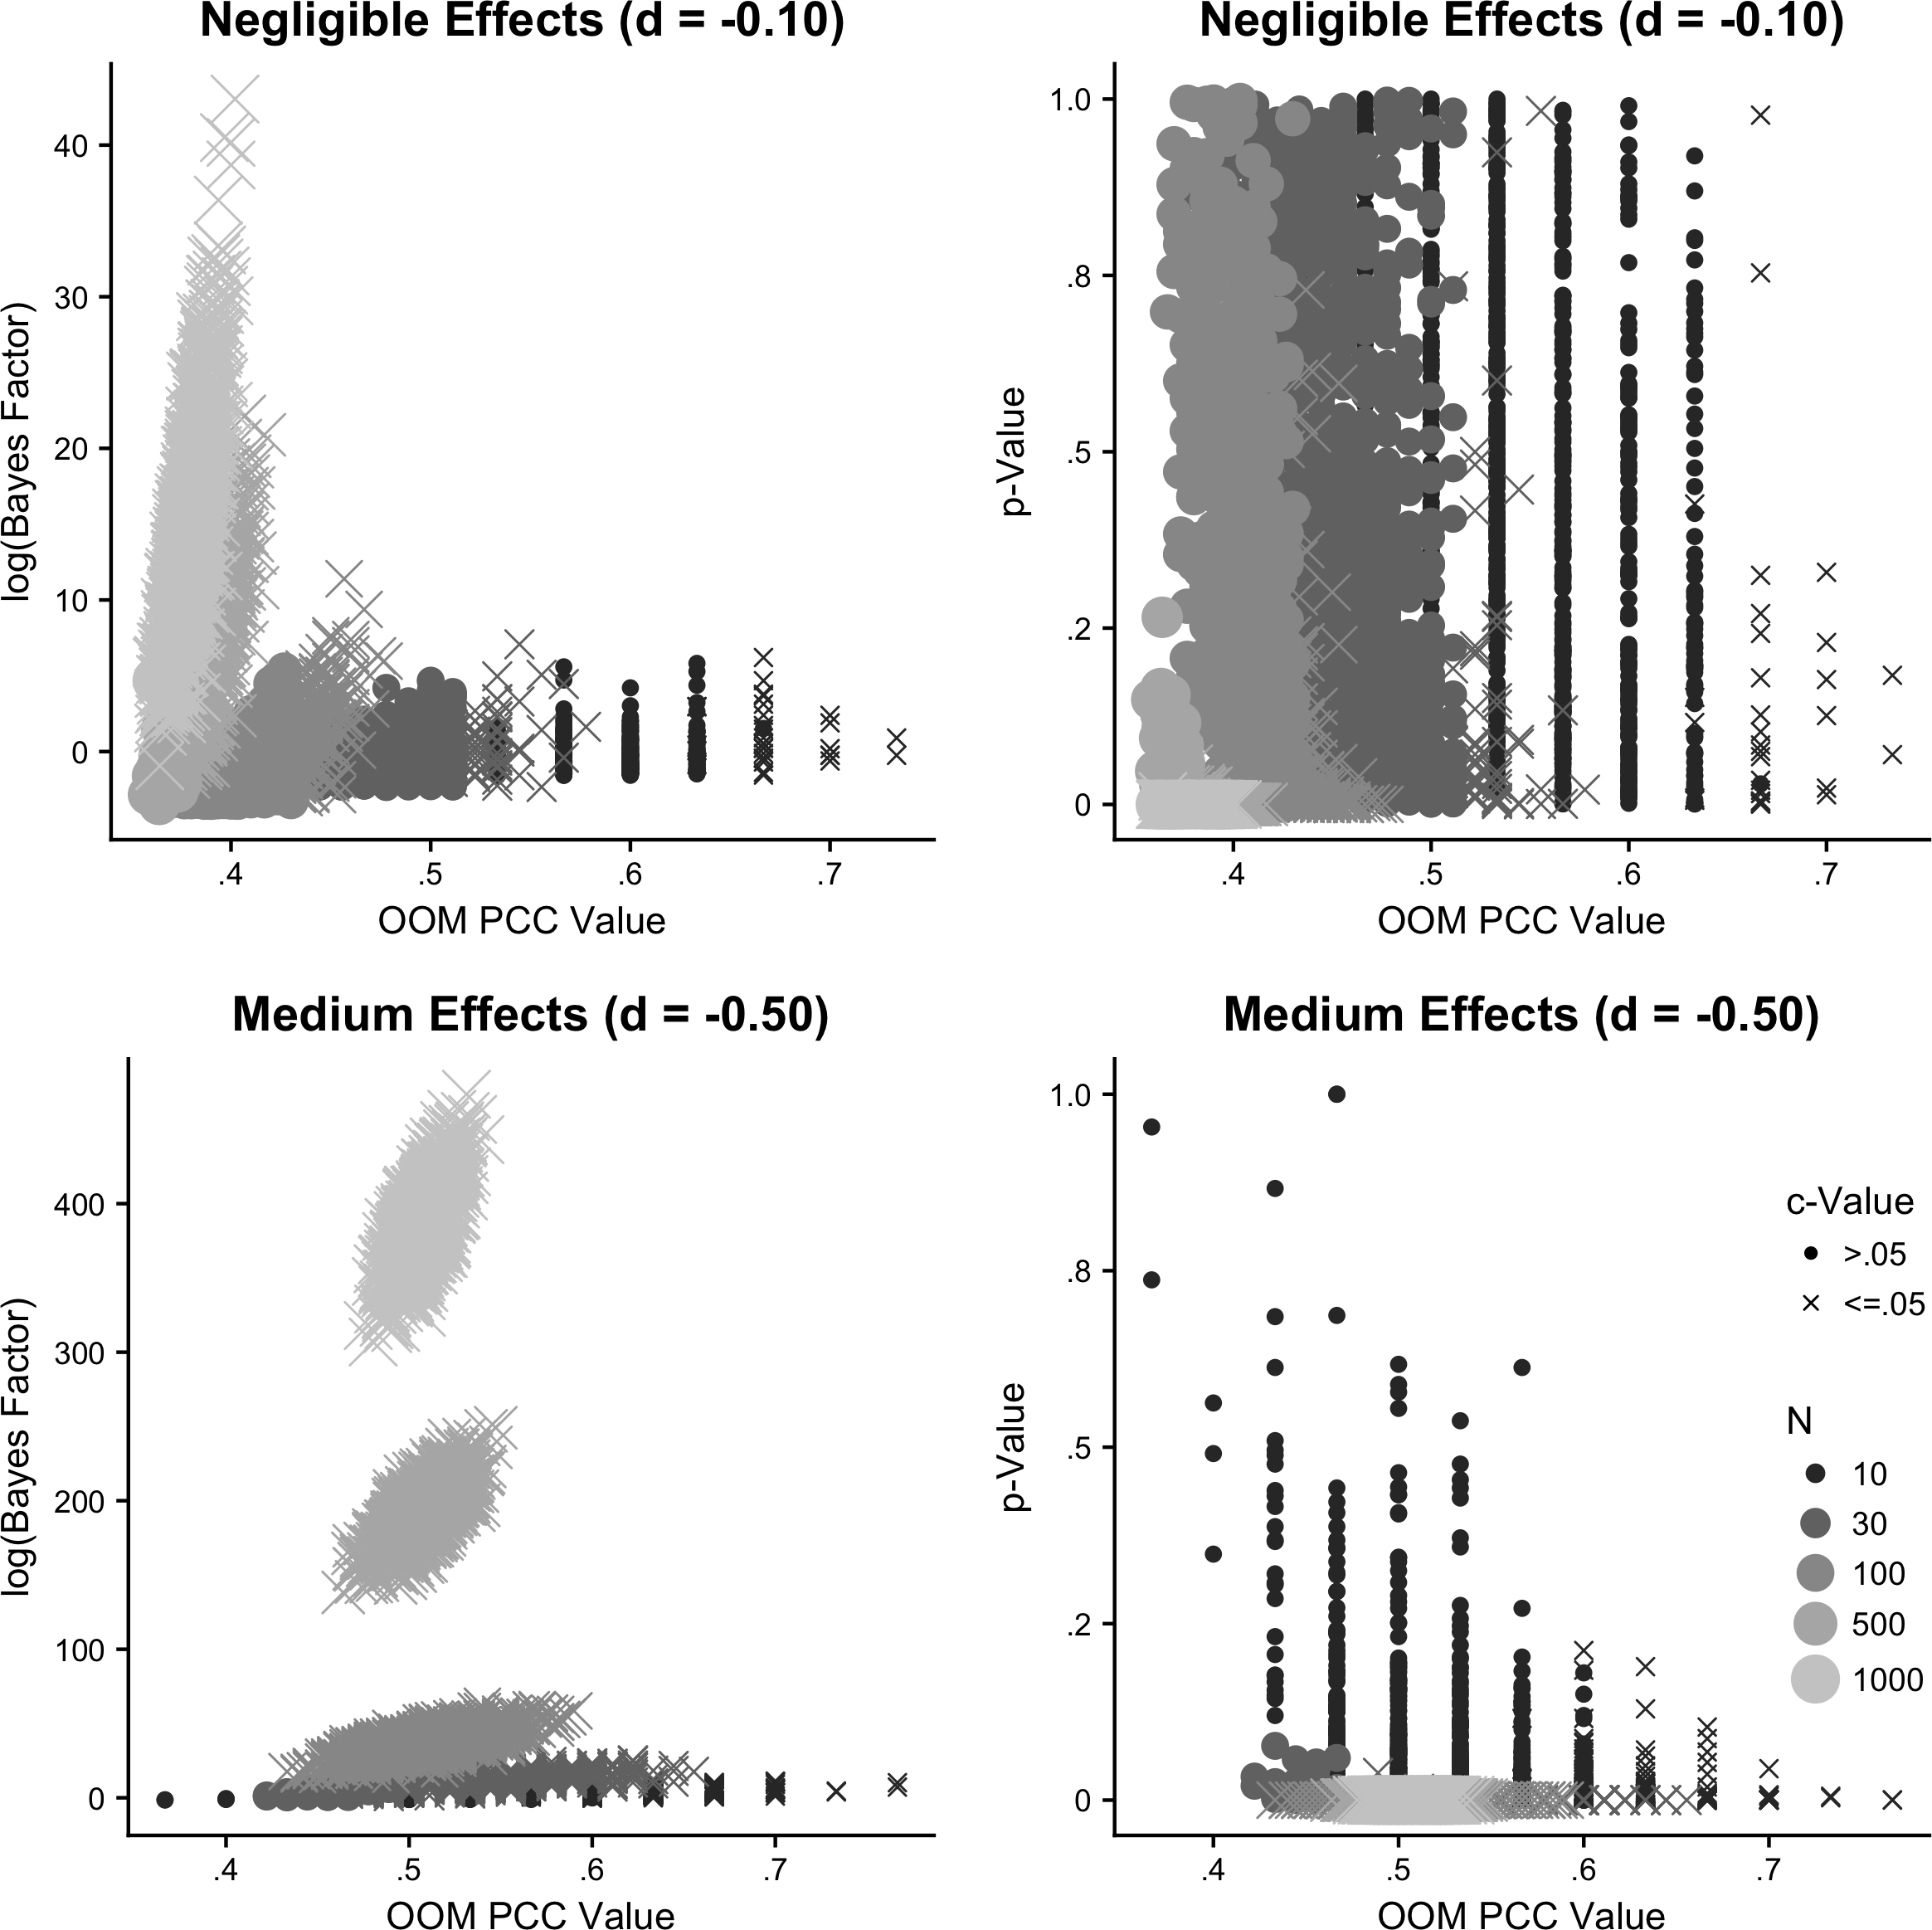 Negligible Effects (d = -0.10)
log(Bayes Factor)
40
30
20
10
0
.4 .5 .6 .7
OOM PCC Value
Negligible Effects (d = -0.10)
p-Value
1.0
.8
.5
.2
0
.4 .5 .6 .7
OOM PCC Value
Medium Effects (d = -0.50)
log(Bayes Factor)
400
300
200
100
0
.4 .5 .6 .7
OOM PCC Value
Medium Effects (d = -0.50)
p-Value
1.0
.8
.5
.2
0
.4 .5 .6 .7
OOM PCC Value
c-Value
>.05
<=.05
N
10
30
100
500
1000